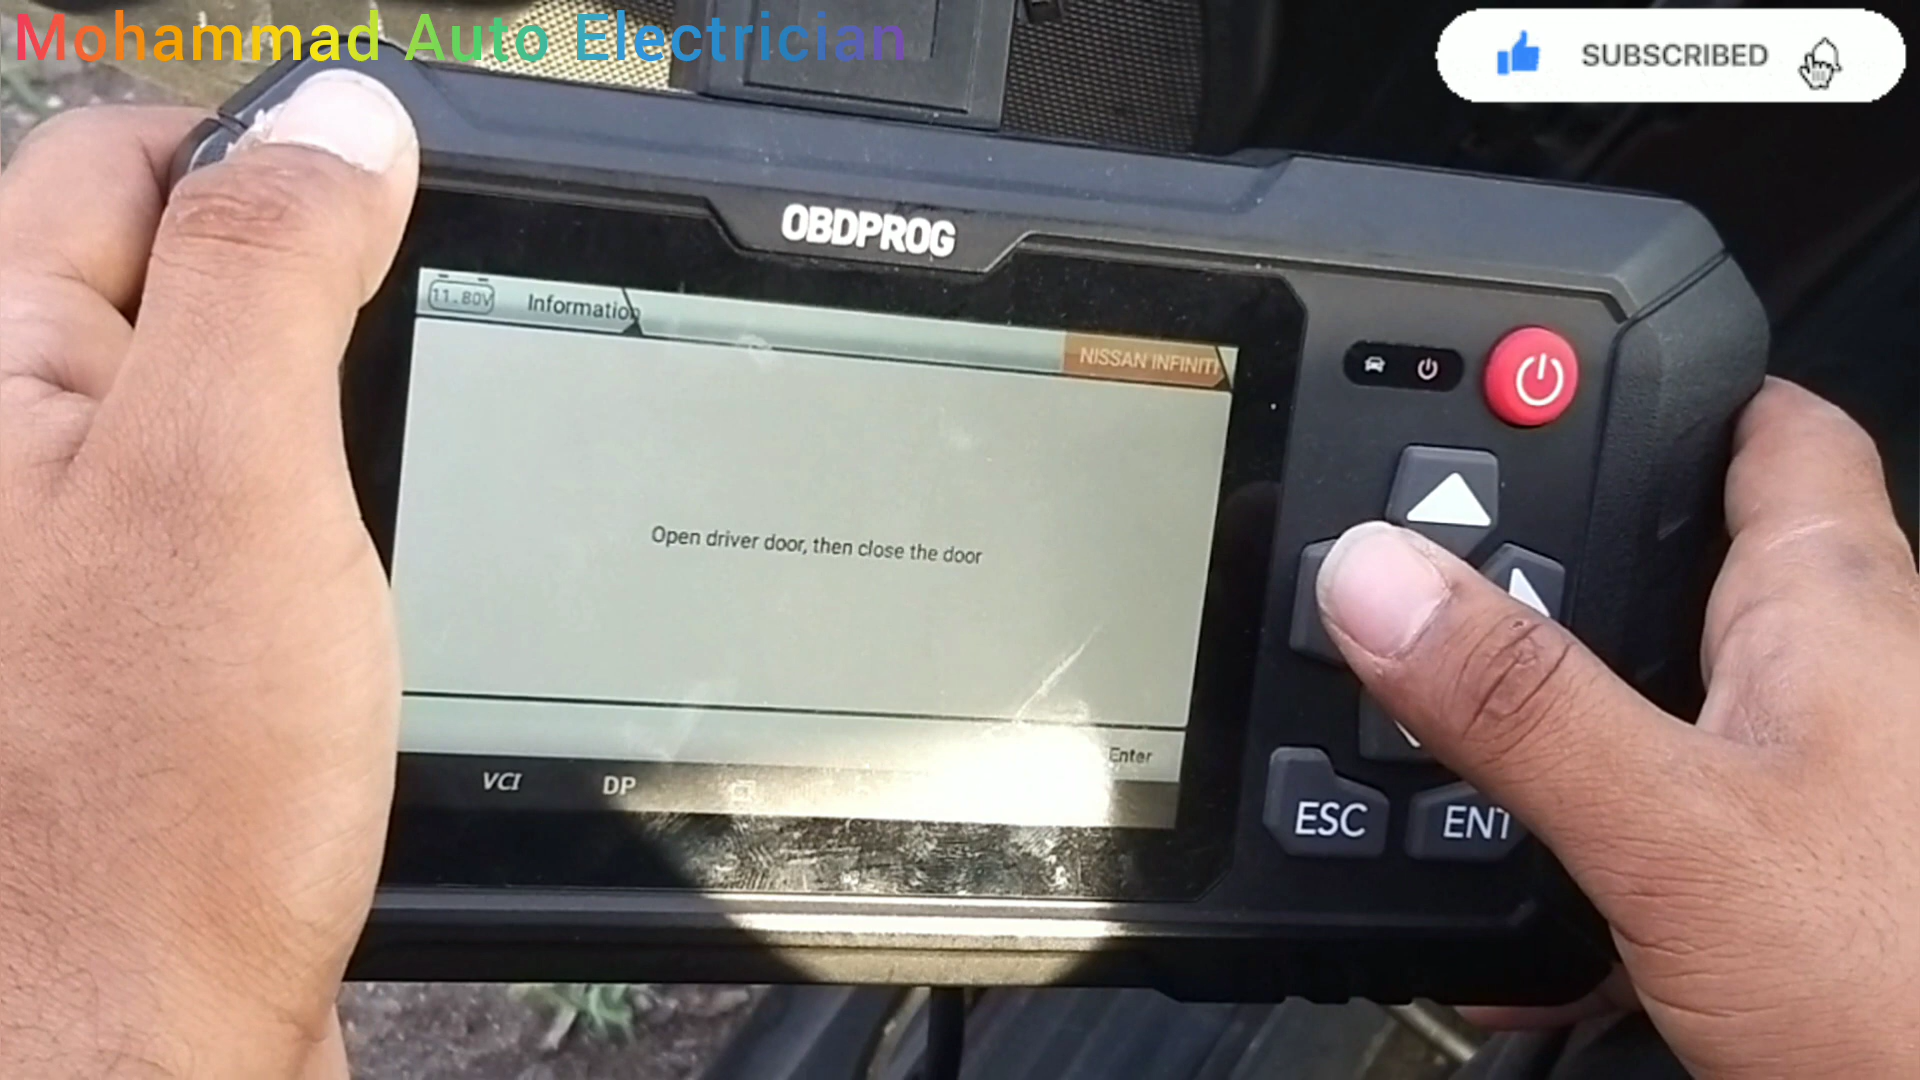 Mohammad Auto Electrician
SUBSCRIBED
OBDPROG
11.80V
Information
NISSAN INFINITI
Open driver door, then close the door
Enter
VCI
DP
ESC
ENT